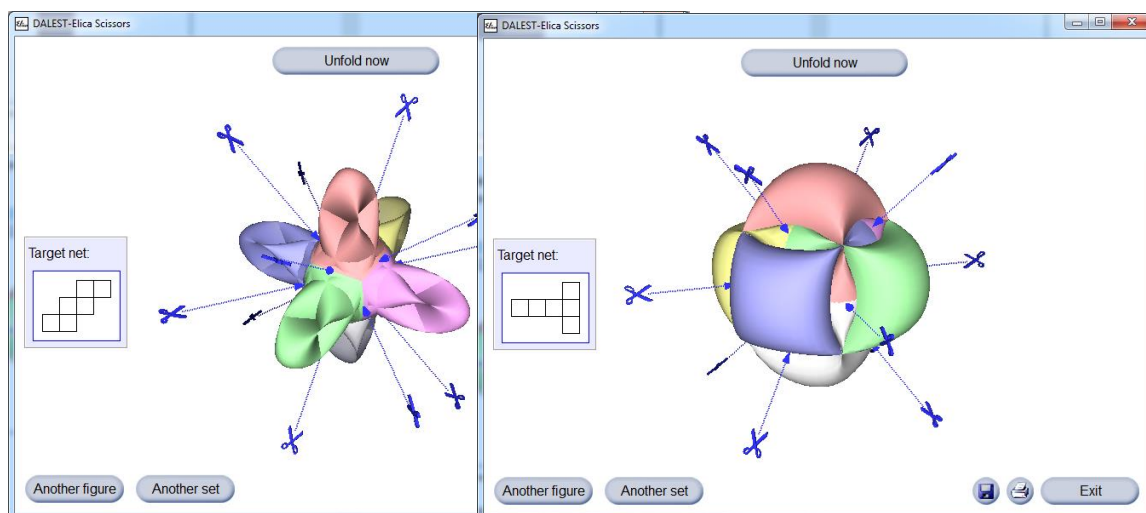 DALEST-Elica Scissors
Unfold now
Target net:
Another figure
Another set
DALEST-Elica Scissors
Unfold now
Target net:
Another figure
Another set
Exit